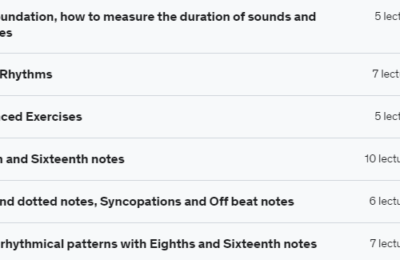 undation, how to measure the duration of sounds and
es
5 lect
Rhythms
7 lect
ced Exercises
5 lect
n and Sixteenth notes
10 lectu
nd dotted notes, Syncopations and Off beat notes
6 lectu
rhythmical patterns with Eighths and Sixteenth notes
7 lectu